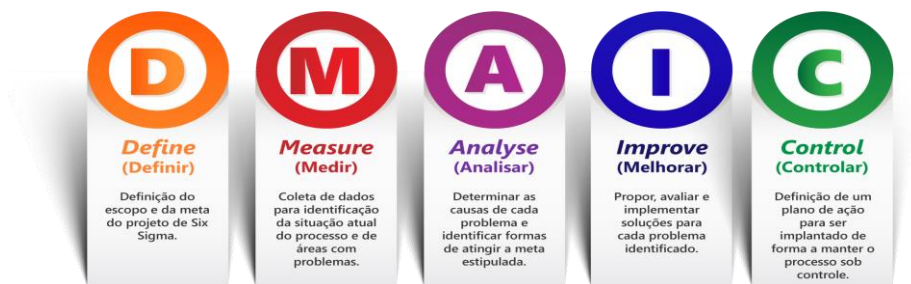 D
Define
(Definir)
Definição do
escopo e da meta
do projeto de Six
Sigma.
M
Measure
(Medir)
Coleta de dados
para identificação
da situação atual
do processo e de
áreas com
problemas.
A
Analyse
(Analisar)
Determinar as
causas de cada
problema e
identificar formas
de atingir a meta
estipulada.
I
Improve
(Melhorar)
Propor, avaliar e
implementar
soluções para
cada problema
identificado.
C
Control
(Controlar)
Definição de um
plano de ação
para ser
implantado de
forma a manter o
processo sob
controle.